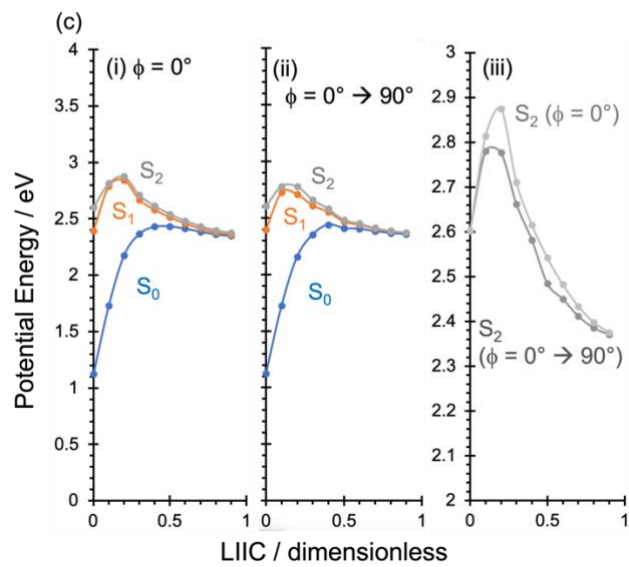 (c)
(i) ϕ = 0°
(ii)
ϕ = 0° → 90°
(iii)
4
3.5
3
2.5
2
1.5
1
0.5
0
S₂
S₁
S₀
S₂
S₁
S₀
3
2.9
2.8
2.7
2.6
2.5
2.4
2.3
2.2
2.1
2
S₂ (ϕ = 0°)
S₂
(ϕ = 0° → 90°)
0 0.5 1
0 0.5 1
0 0.5 1
Potential Energy / eV
LIIC / dimensionless